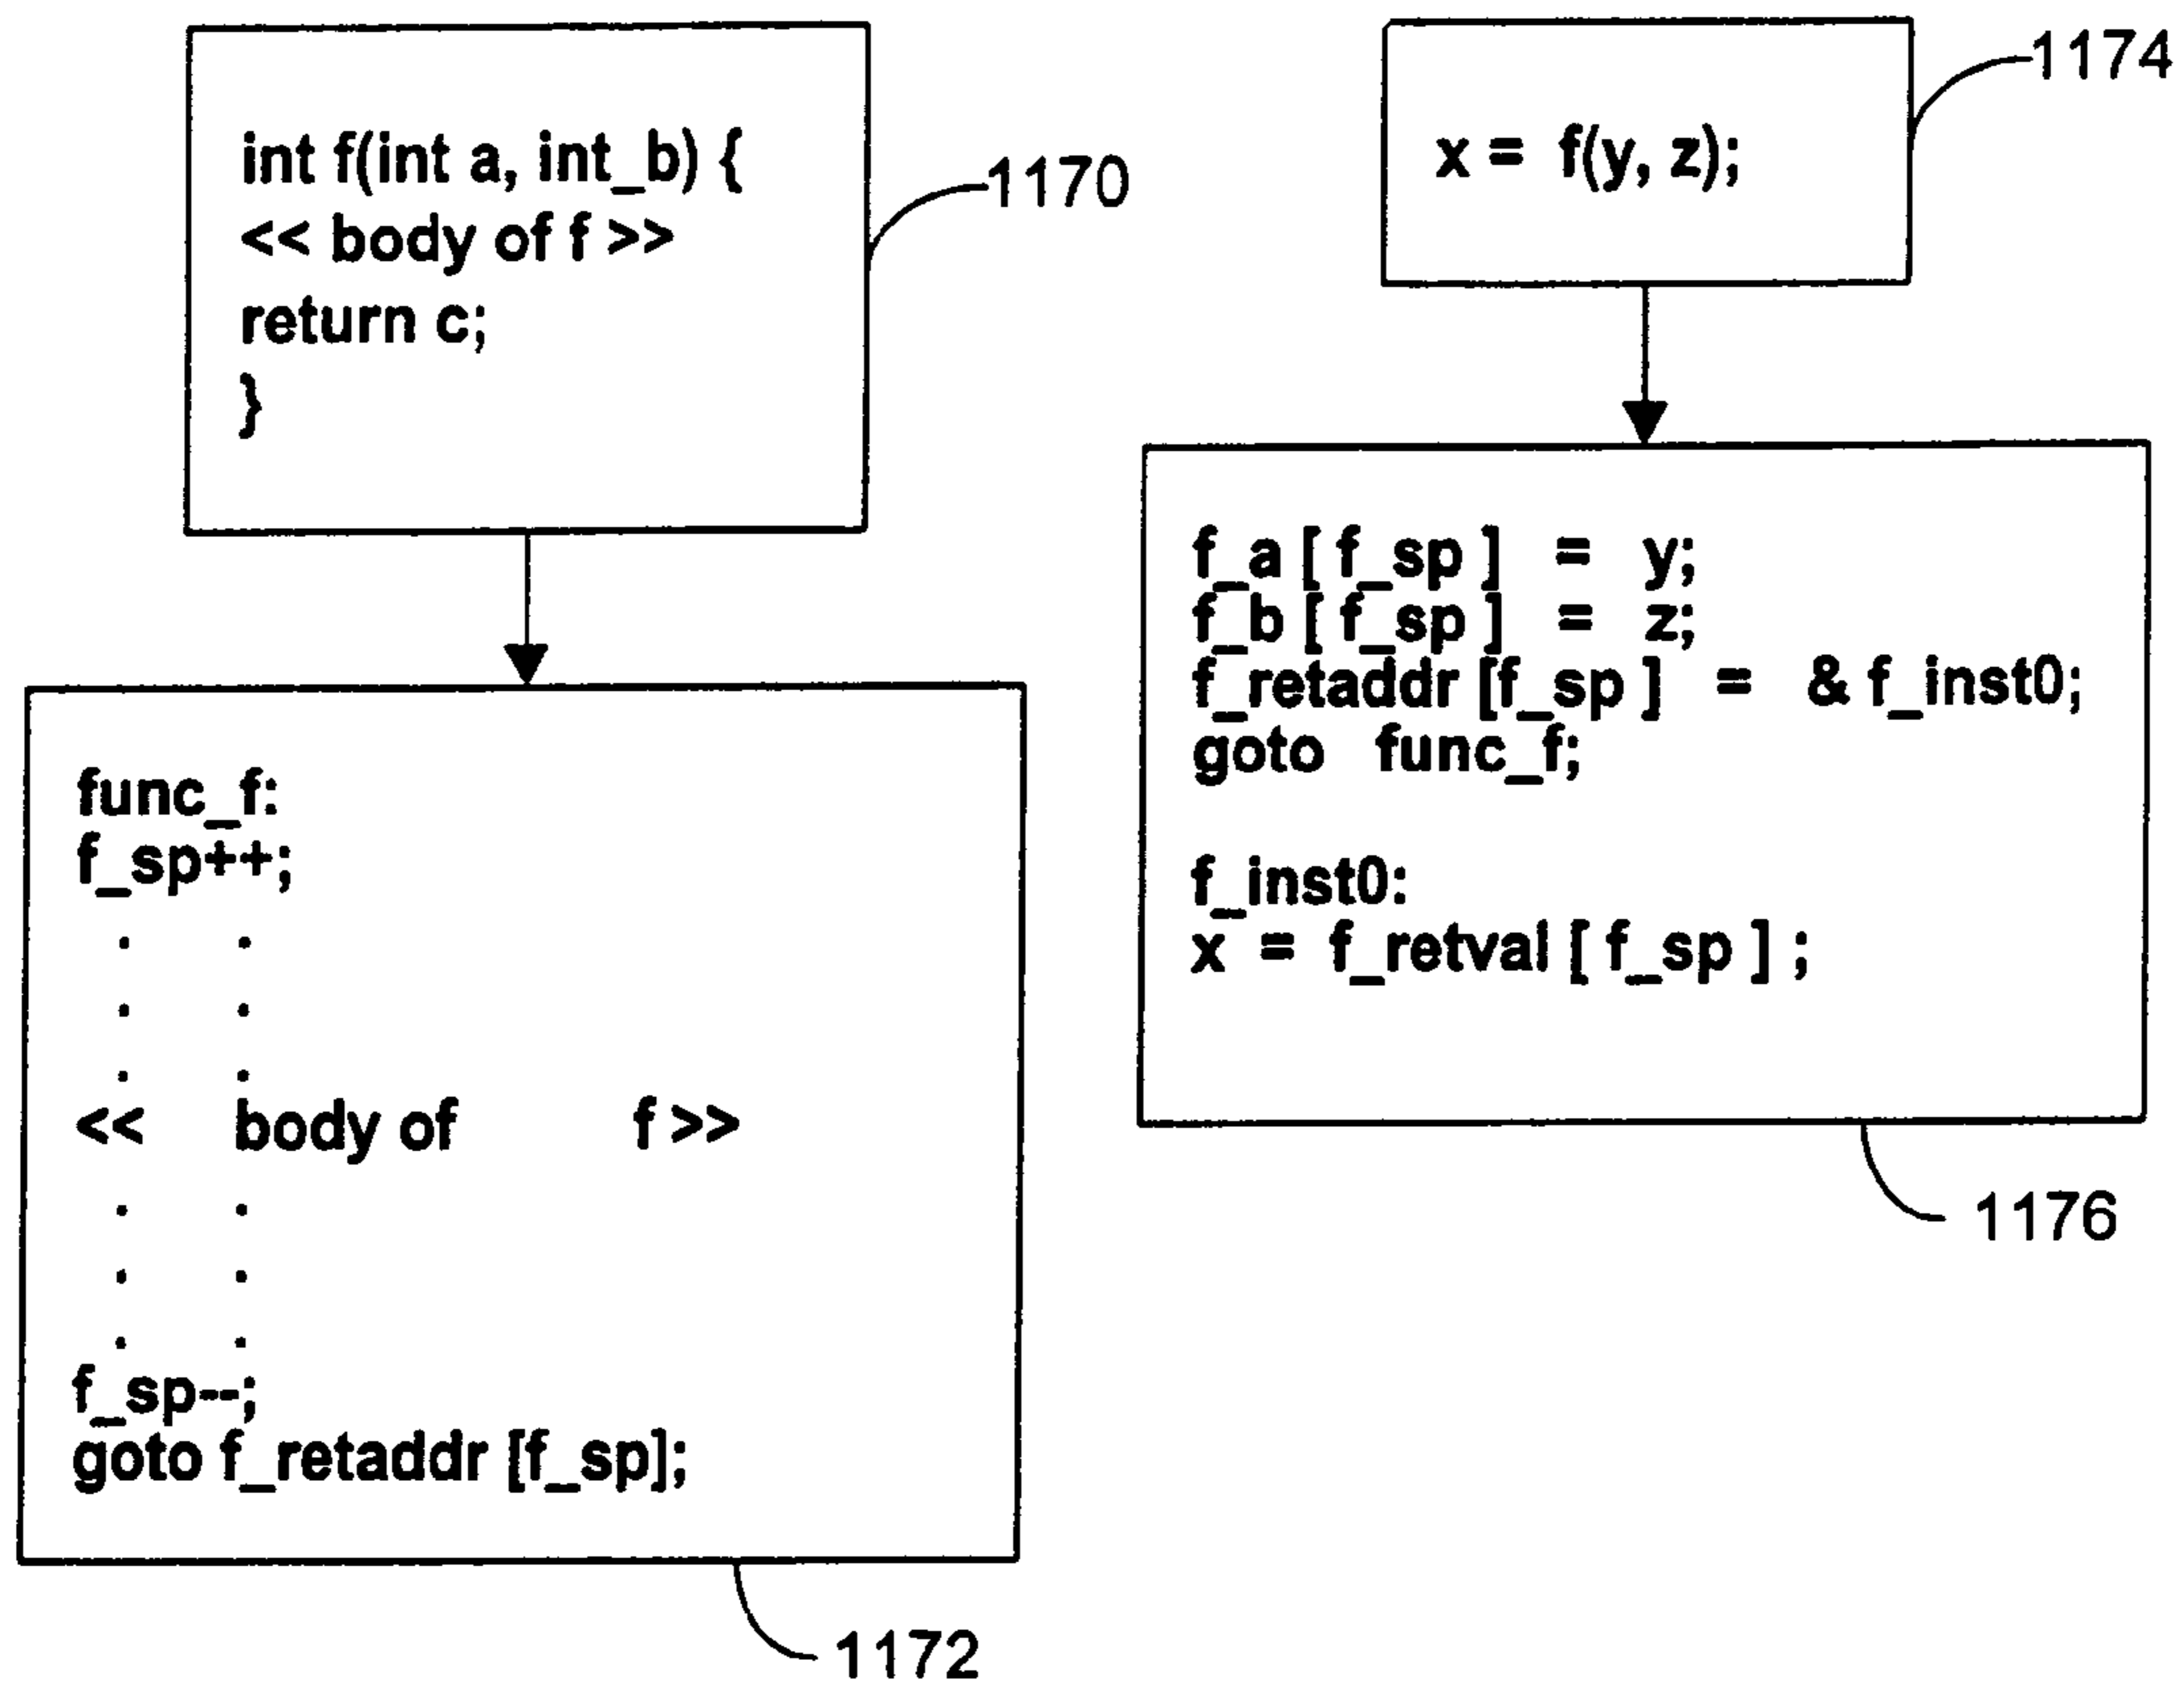 int f(int a, int_b) {
<< body of f >>
return c;
}
1170
func_f:
f_sp++;
. .
. .
. .
<< body of f >>
. .
. .
. .
f_sp--;
goto f_retaddr [f_sp];
1172
x = f(y, z);
1174
f_a [ f_sp ] = y;
f_b [ f_sp ] = z;
f_retaddr [f_sp ] = & f_inst0;
goto func_f;
f_inst0:
x = f_retval [ f_sp ] ;
1176